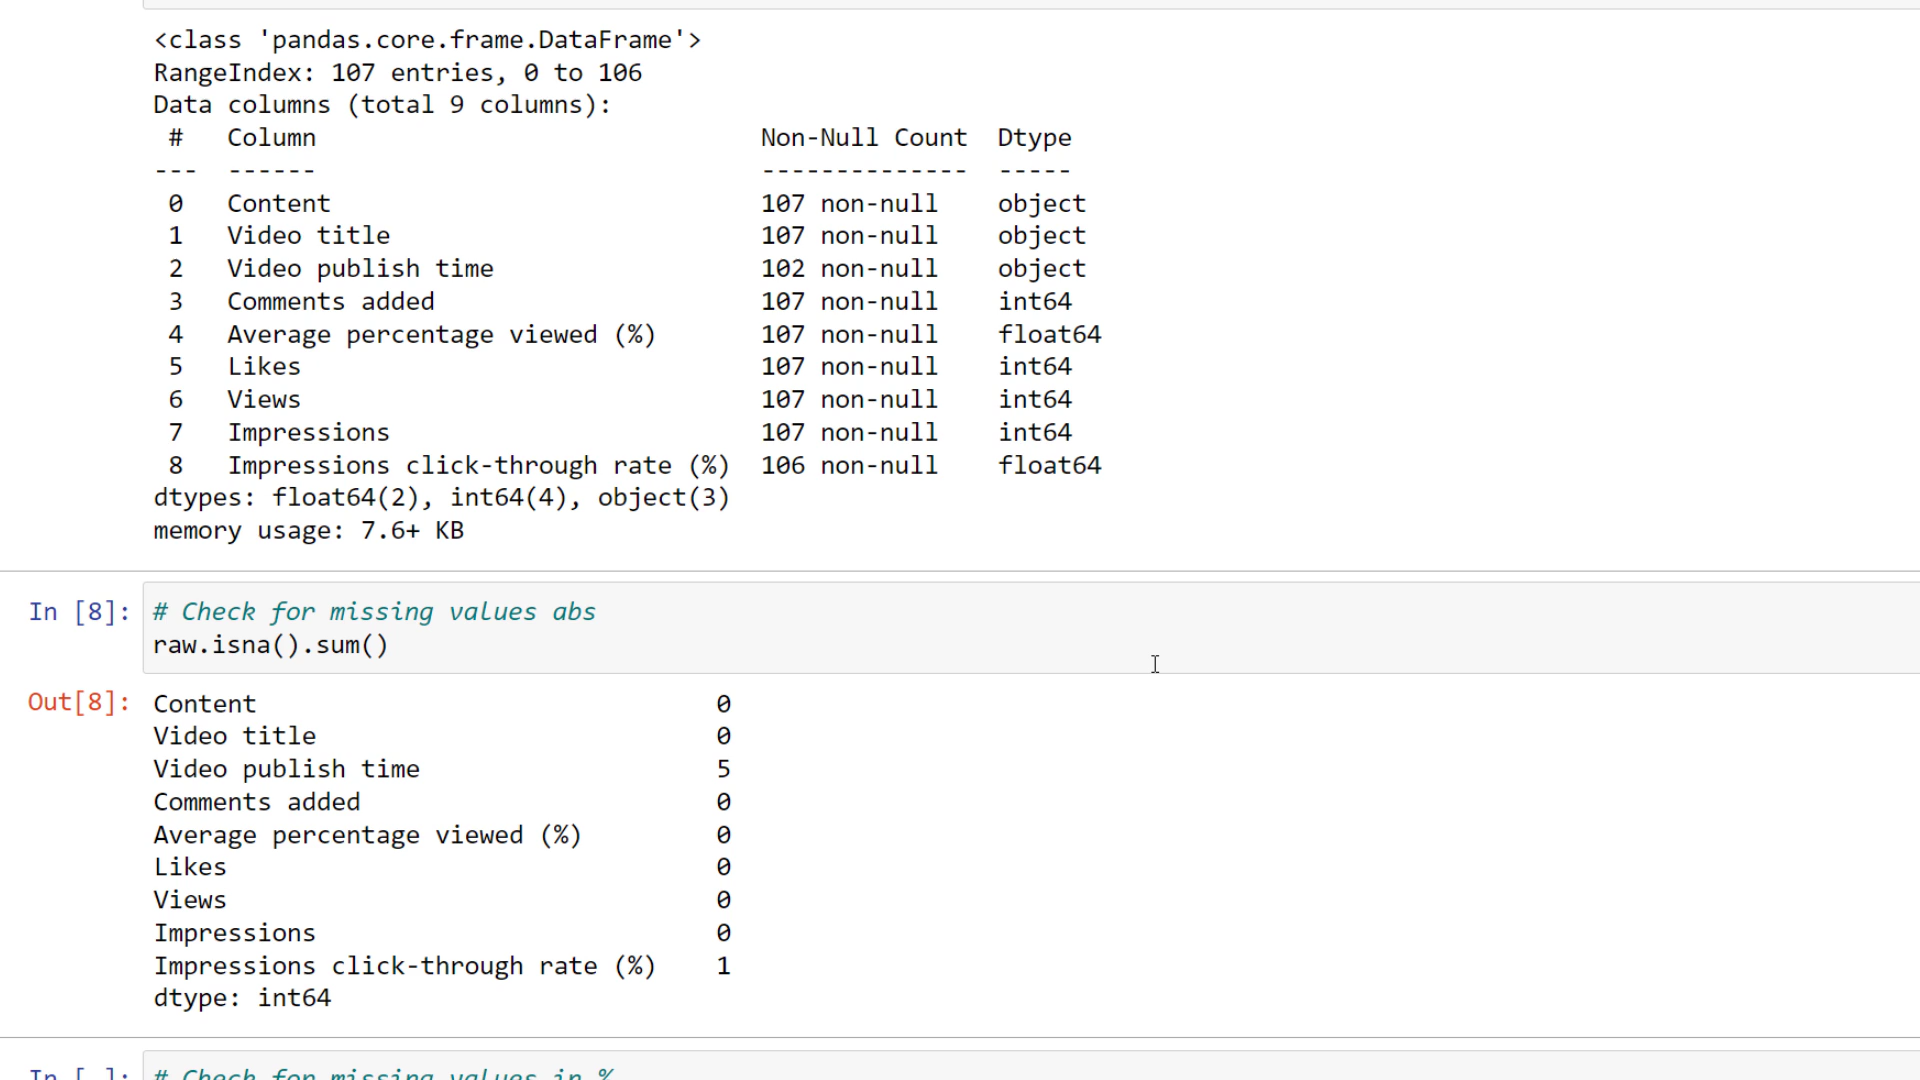 <class 'pandas.core.frame.DataFrame'>
RangeIndex: 107 entries, 0 to 106
Data columns (total 9 columns):
 #   Column                              Non-Null Count  Dtype
---  ------                              --------------  -----
 0   Content                             107 non-null    object
 1   Video title                         107 non-null    object
 2   Video publish time                  102 non-null    object
 3   Comments added                      107 non-null    int64
 4   Average percentage viewed (%)       107 non-null    float64
 5   Likes                               107 non-null    int64
 6   Views                               107 non-null    int64
 7   Impressions                         107 non-null    int64
 8   Impressions click-through rate (%)  106 non-null    float64
dtypes: float64(2), int64(4), object(3)
memory usage: 7.6+ KB
In [8]: # Check for missing values abs
raw.isna().sum()
Out[8]: Content                               0
Video title                           0
Video publish time                    5
Comments added                        0
Average percentage viewed (%)         0
Likes                                 0
Views                                 0
Impressions                           0
Impressions click-through rate (%)    1
dtype: int64
In [ ]: # Check for missing values in %